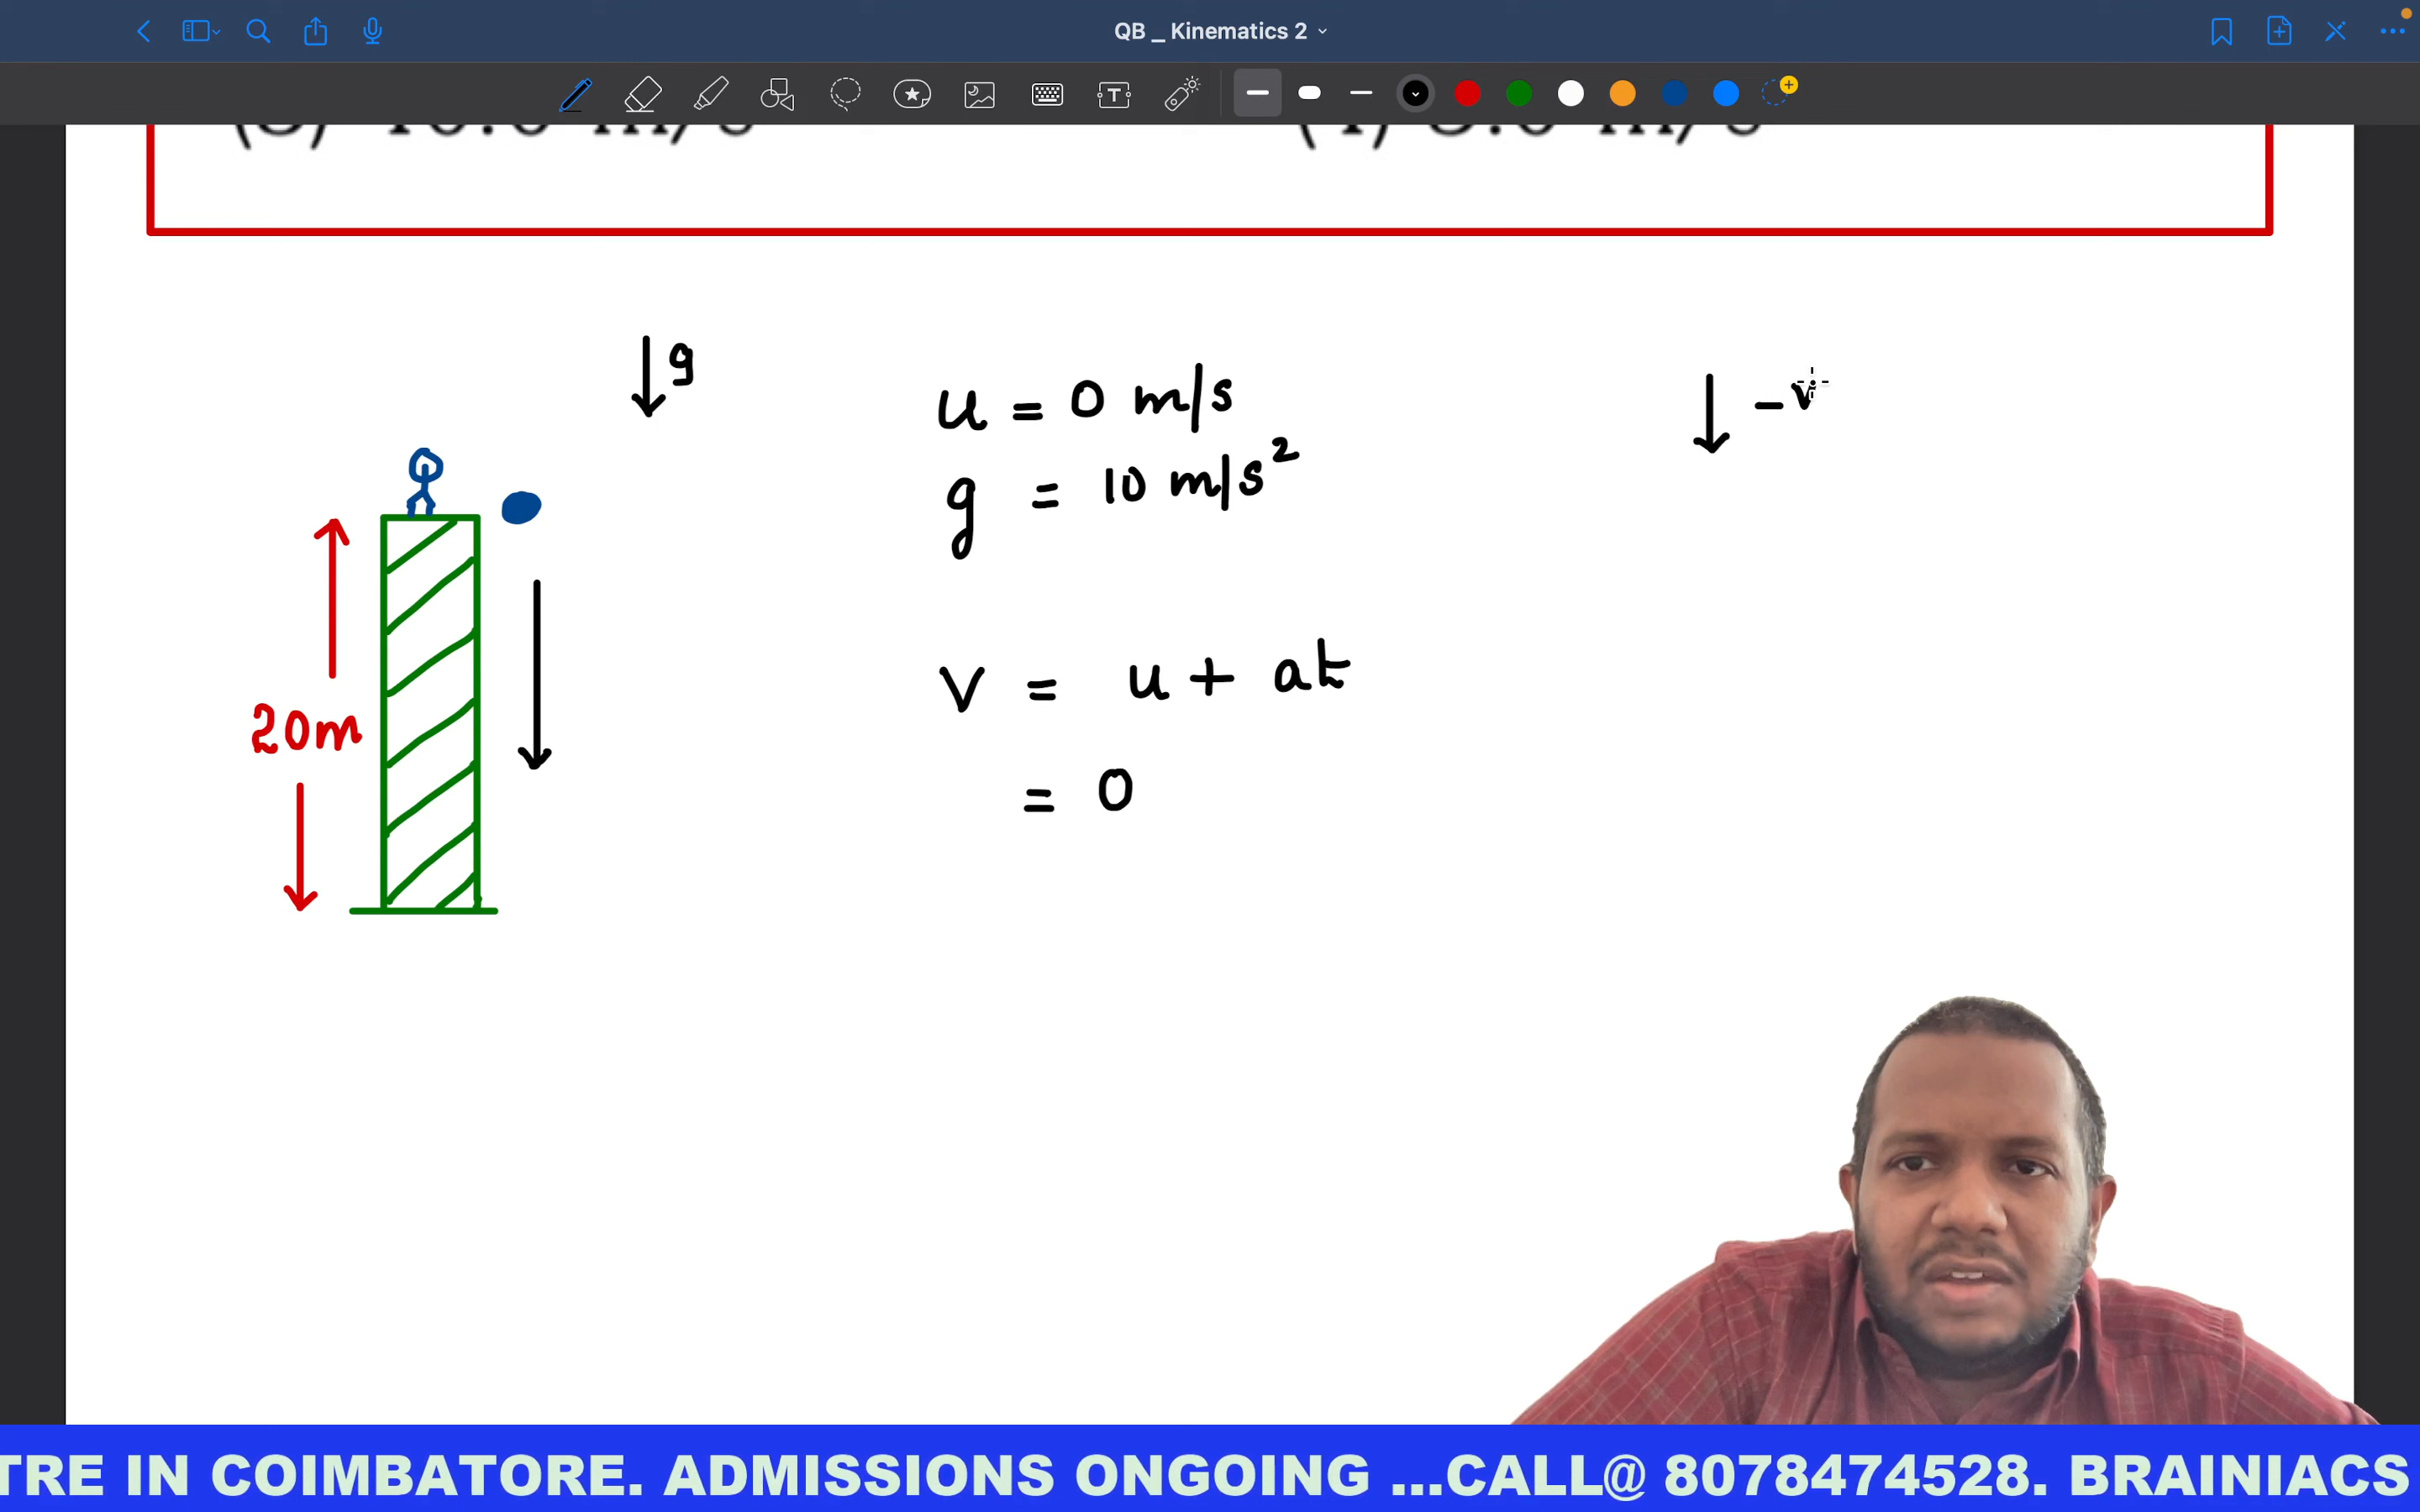 QB _ Kinematics 2
g
u = 0 m/s
g = 10 m/s²
v = u + at
= 0
20m
-v
TRE IN COIMBATORE. ADMISSIONS ONGOING ...CALL@ 8078474528. BRAINIACS